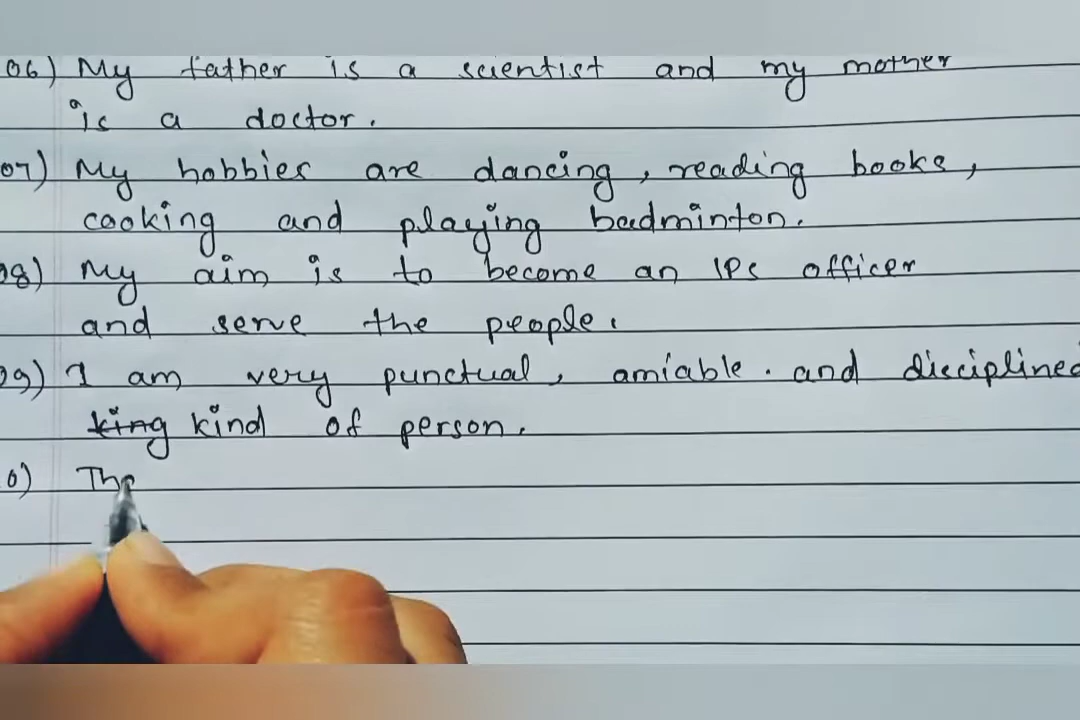 06) My father is a scientist and my mother
is a doctor.
07) My hobbies are dancing, reading books,
cooking and playing badminton.
08) My aim is to become an IPS officer
and serve the people.
09) I am very punctual, amiable . and disciplined
king kind of person.
0) Tha